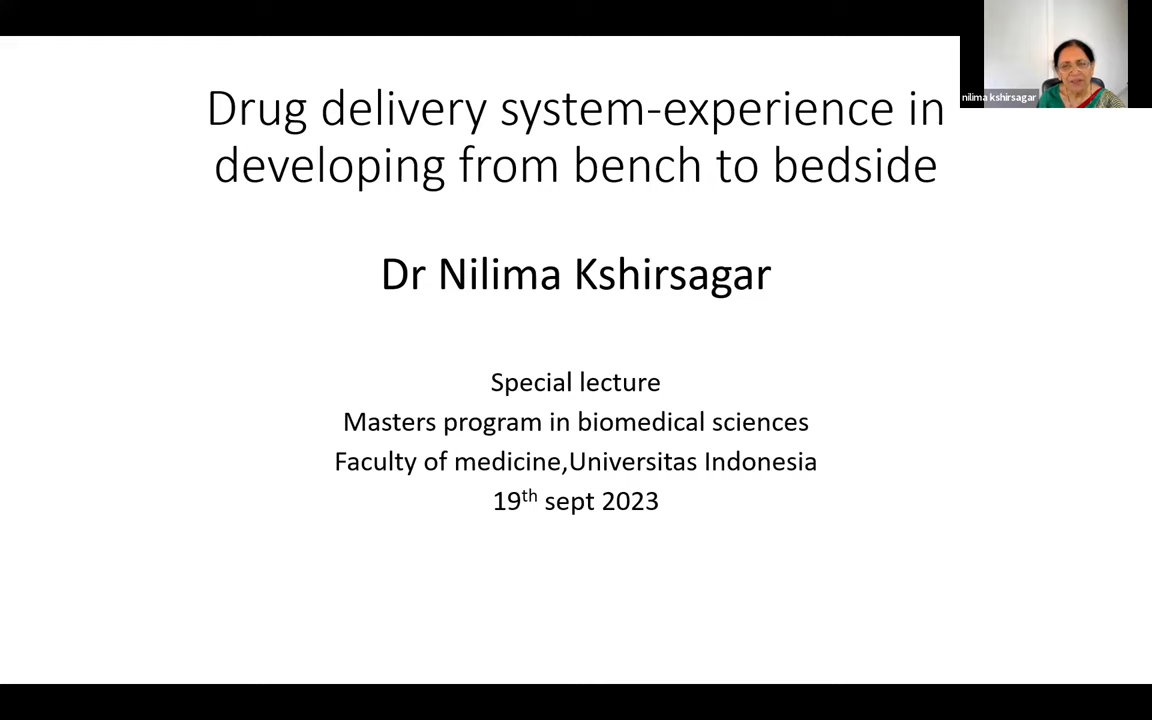 nilima kshirsagar
Drug delivery system-experience in
developing from bench to bedside
Dr Nilima Kshirsagar
Special lecture
Masters program in biomedical sciences
Faculty of medicine,Universitas Indonesia
19th sept 2023